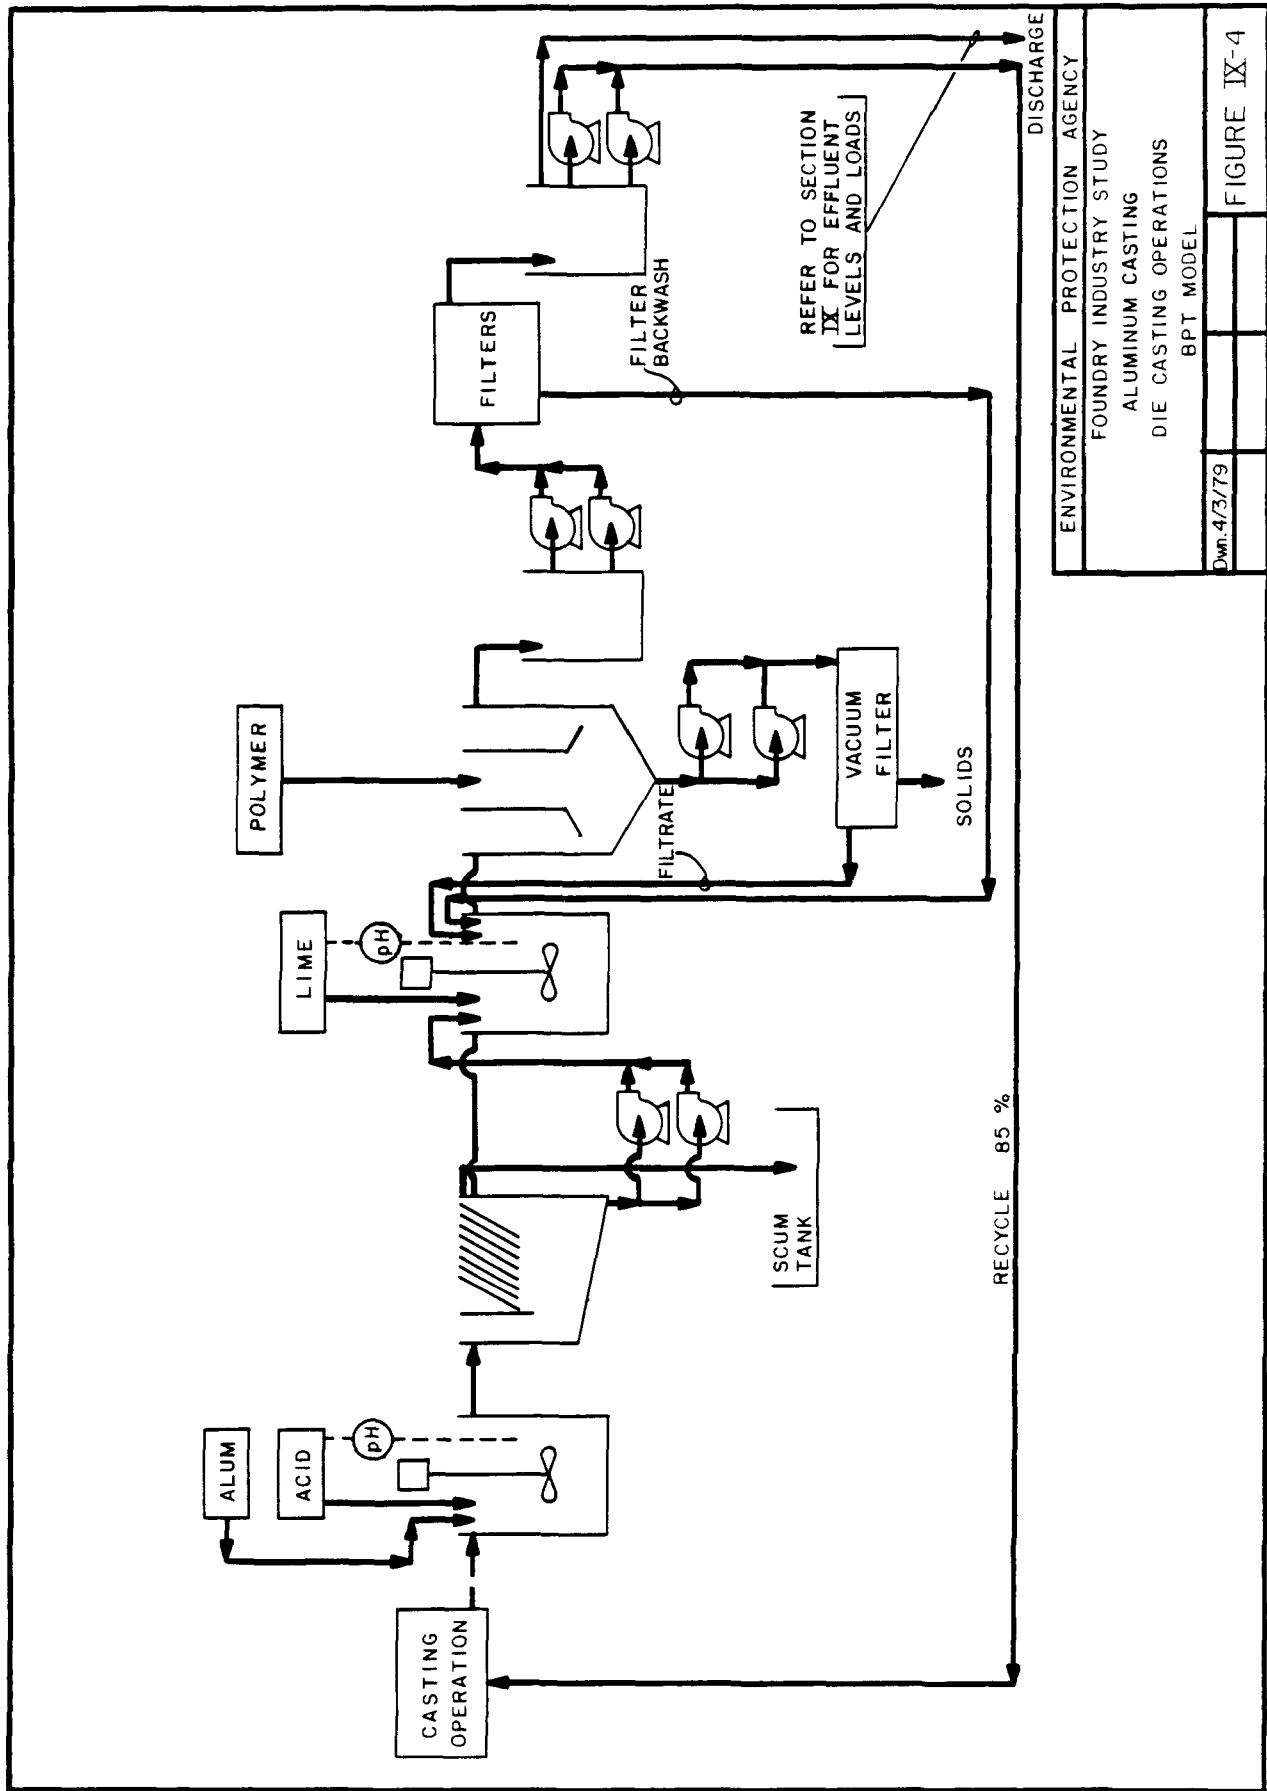 ALUM
ACID
pH
CASTING
OPERATION
LIME
pH
POLYMER
SCUM
TANK
FILTRATE
VACUUM
FILTER
SOLIDS
FILTERS
FILTER
BACKWASH
REFER TO SECTION
IX FOR EFFLUENT
LEVELS AND LOADS
RECYCLE 85 %
DISCHARGE
ENVIRONMENTAL PROTECTION AGENCY
FOUNDRY INDUSTRY STUDY
ALUMINUM CASTING
DIE CASTING OPERATIONS
BPT MODEL
Dwn.4/3/79
FIGURE IX-4